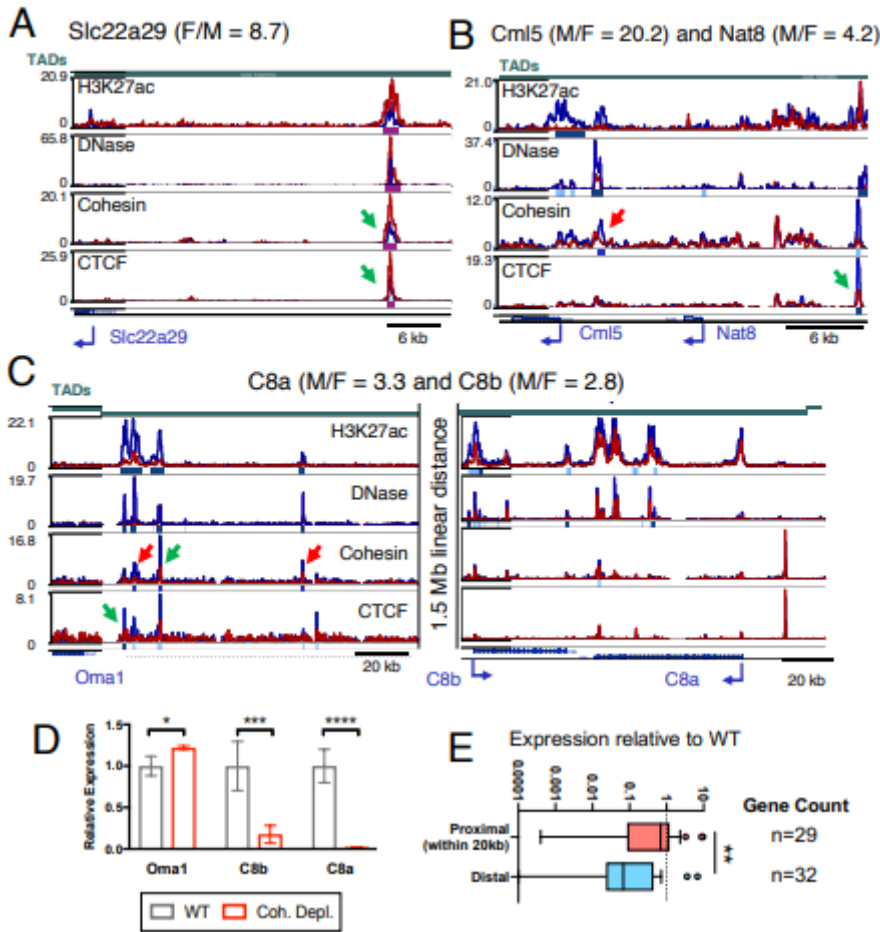 A
Slc22a29 (F/M = 8.7)
TADs
20.9
H3K27ac
0
65.8
DNase
0
20.1
Cohesin
0
25.9
CTCF
0
Slc22a29
6 kb
B
Cml5 (M/F = 20.2) and Nat8 (M/F = 4.2)
TADs
21.0
H3K27ac
0
37.4
DNase
0
12.0
Cohesin
0
19.3
CTCF
0
Cml5
Nat8
6 kb
C
C8a (M/F = 3.3 and C8b (M/F = 2.8)
TADs
22.1
H3K27ac
0
19.7
DNase
0
16.8
Cohesin
0
8.1
CTCF
0
Oma1
20 kb
1.5 Mb linear distance
C8b
C8a
20 kb
D
Relative Expression
1.5
1.0
0.5
0.0
*
***
****
Oma1
C8b
C8a
WT
Coh. Depl.
E
Expression relative to WT
0.0001
0.001
0.01
0.1
1
10
Gene Count
Proximal
(within 20kb)
n=29
**
Distal
n=32